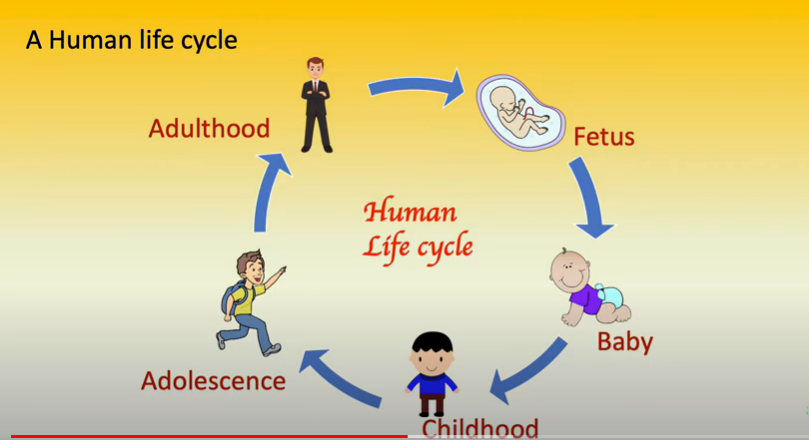 A Human life cycle
Adulthood
Fetus
Human
Life cycle
Baby
Adolescence
Childhood